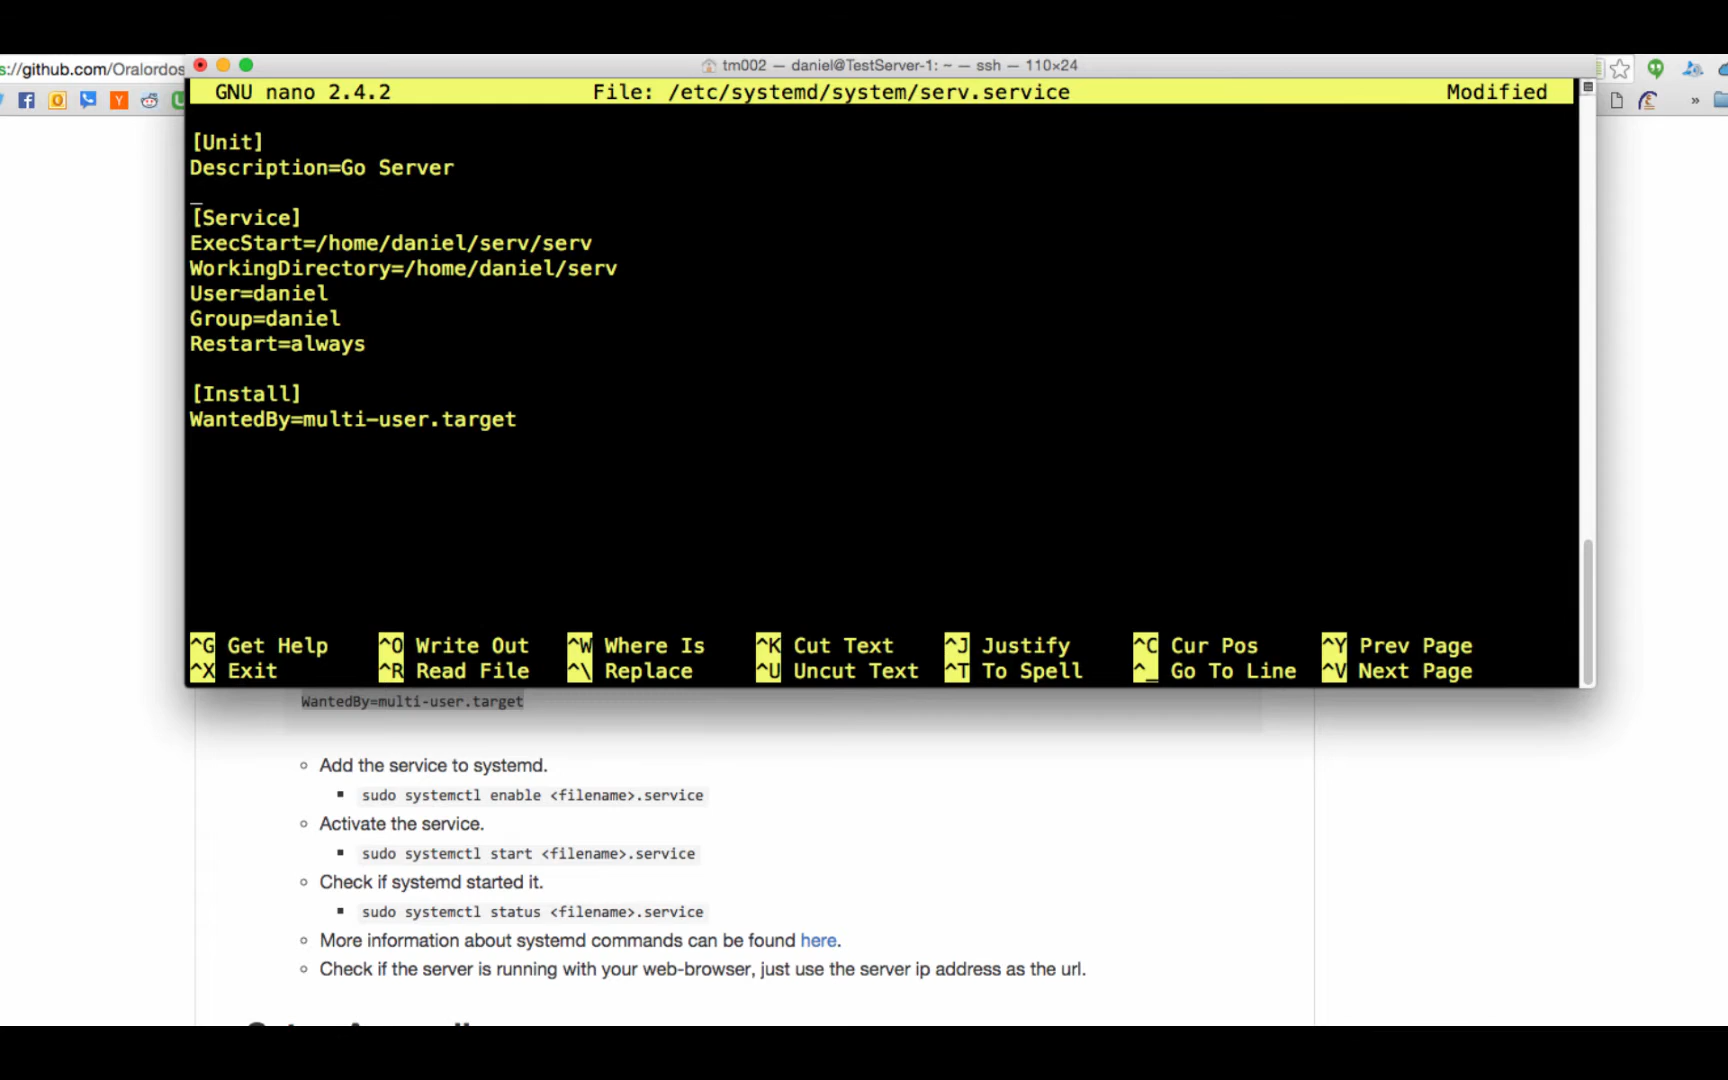 s://github.com/Oralordos
tm002 — daniel@TestServer-1: ~ — ssh — 110×24
GNU nano 2.4.2 File: /etc/systemd/system/serv.service Modified
[Unit]
Description=Go Server
[Service]
ExecStart=/home/daniel/serv/serv
WorkingDirectory=/home/daniel/serv
User=daniel
Group=daniel
Restart=always
[Install]
WantedBy=multi-user.target
^G Get Help ^O Write Out ^W Where Is ^K Cut Text ^J Justify ^C Cur Pos ^Y Prev Page
^X Exit ^R Read File ^\ Replace ^U Uncut Text ^T To Spell ^_ Go To Line ^V Next Page
WantedBy=multi-user.target
Add the service to systemd.
sudo systemctl enable <filename>.service
Activate the service.
sudo systemctl start <filename>.service
Check if systemd started it.
sudo systemctl status <filename>.service
More information about systemd commands can be found here.
Check if the server is running with your web-browser, just use the server ip address as the url.